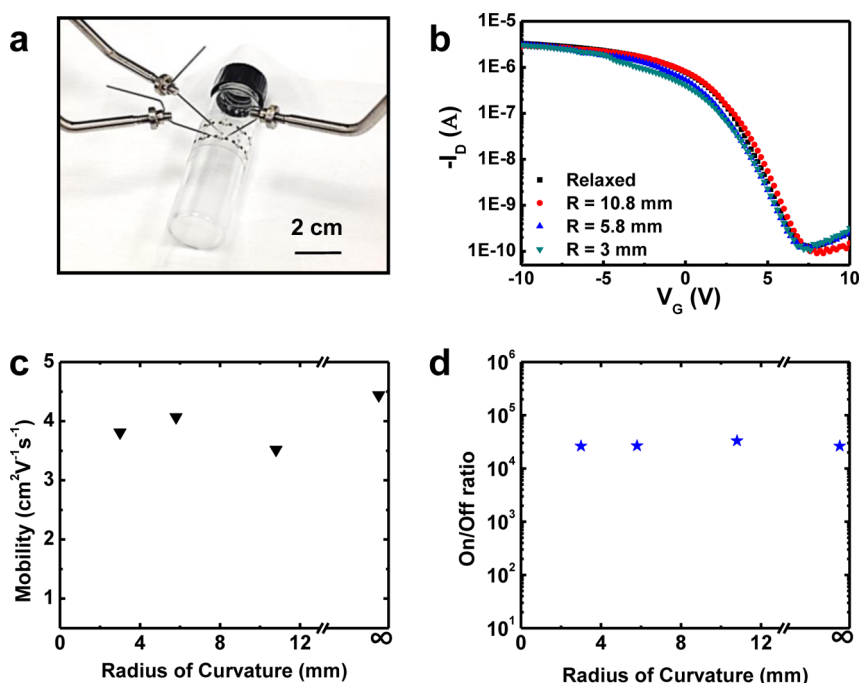 a
2 cm
b
-I_D (A)
1E-5
1E-6
1E-7
1E-8
1E-9
1E-10
Relaxed
R = 10.8 mm
R = 5.8 mm
R = 3 mm
-10 -5 0 5 10
V_G (V)
c
Mobility (cm²V⁻¹s⁻¹)
5
4
3
2
1
0 4 8 12 ∞
Radius of Curvature (mm)
d
On/Off ratio
10⁶
10⁵
10⁴
10³
10²
10¹
0 4 8 12 ∞
Radius of Curvature (mm)